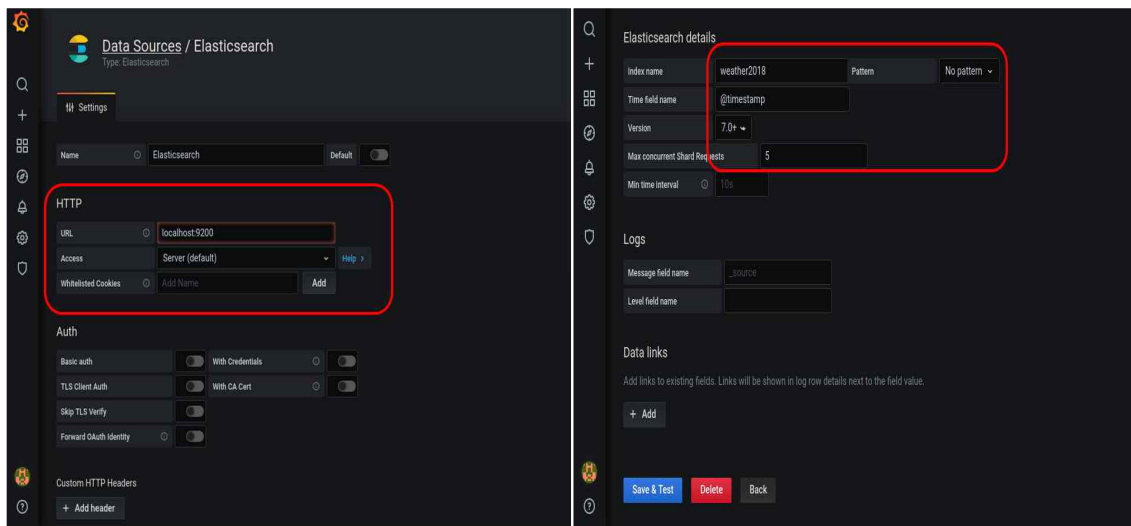 Data Sources / Elasticsearch
Type: Elasticsearch
Settings
Name Elasticsearch Default
HTTP
URL localhost:9200
Access Server (default) Help >
Whitelisted Cookies Add Name Add
Auth
Basic auth With Credentials
TLS Client Auth With CA Cert
Skip TLS Verify
Forward OAuth Identity
Custom HTTP Headers
+ Add header
Elasticsearch details
Index name weather2018 Pattern No pattern
Time field name @timestamp
Version 7.0+
Max concurrent Shard Requests 5
Min time interval 10s
Logs
Message field name _source
Level field name
Data links
Add links to existing fields. Links will be shown in log row details next to the field value.
+ Add
Save & Test Delete Back